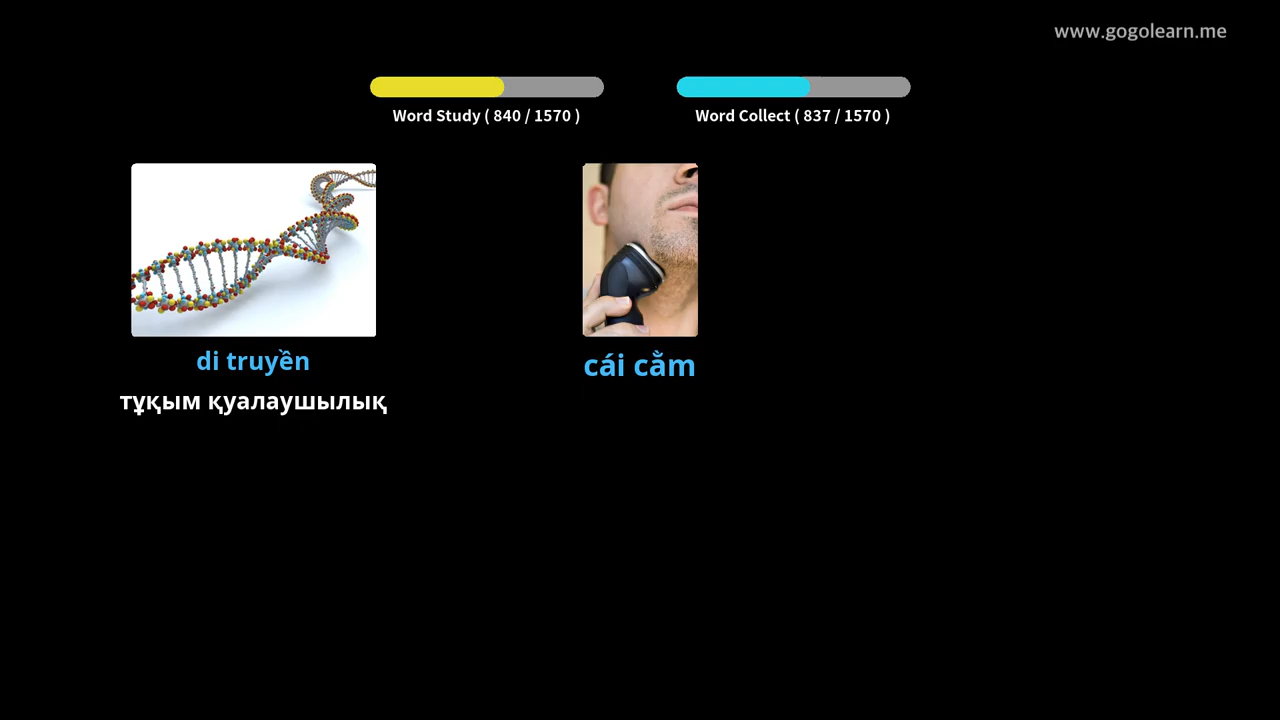 www.gogolearn.me
Word Study ( 840 / 1570 )
Word Collect ( 837 / 1570 )
di truyền
тұқым қуалаушылық
cái cằm